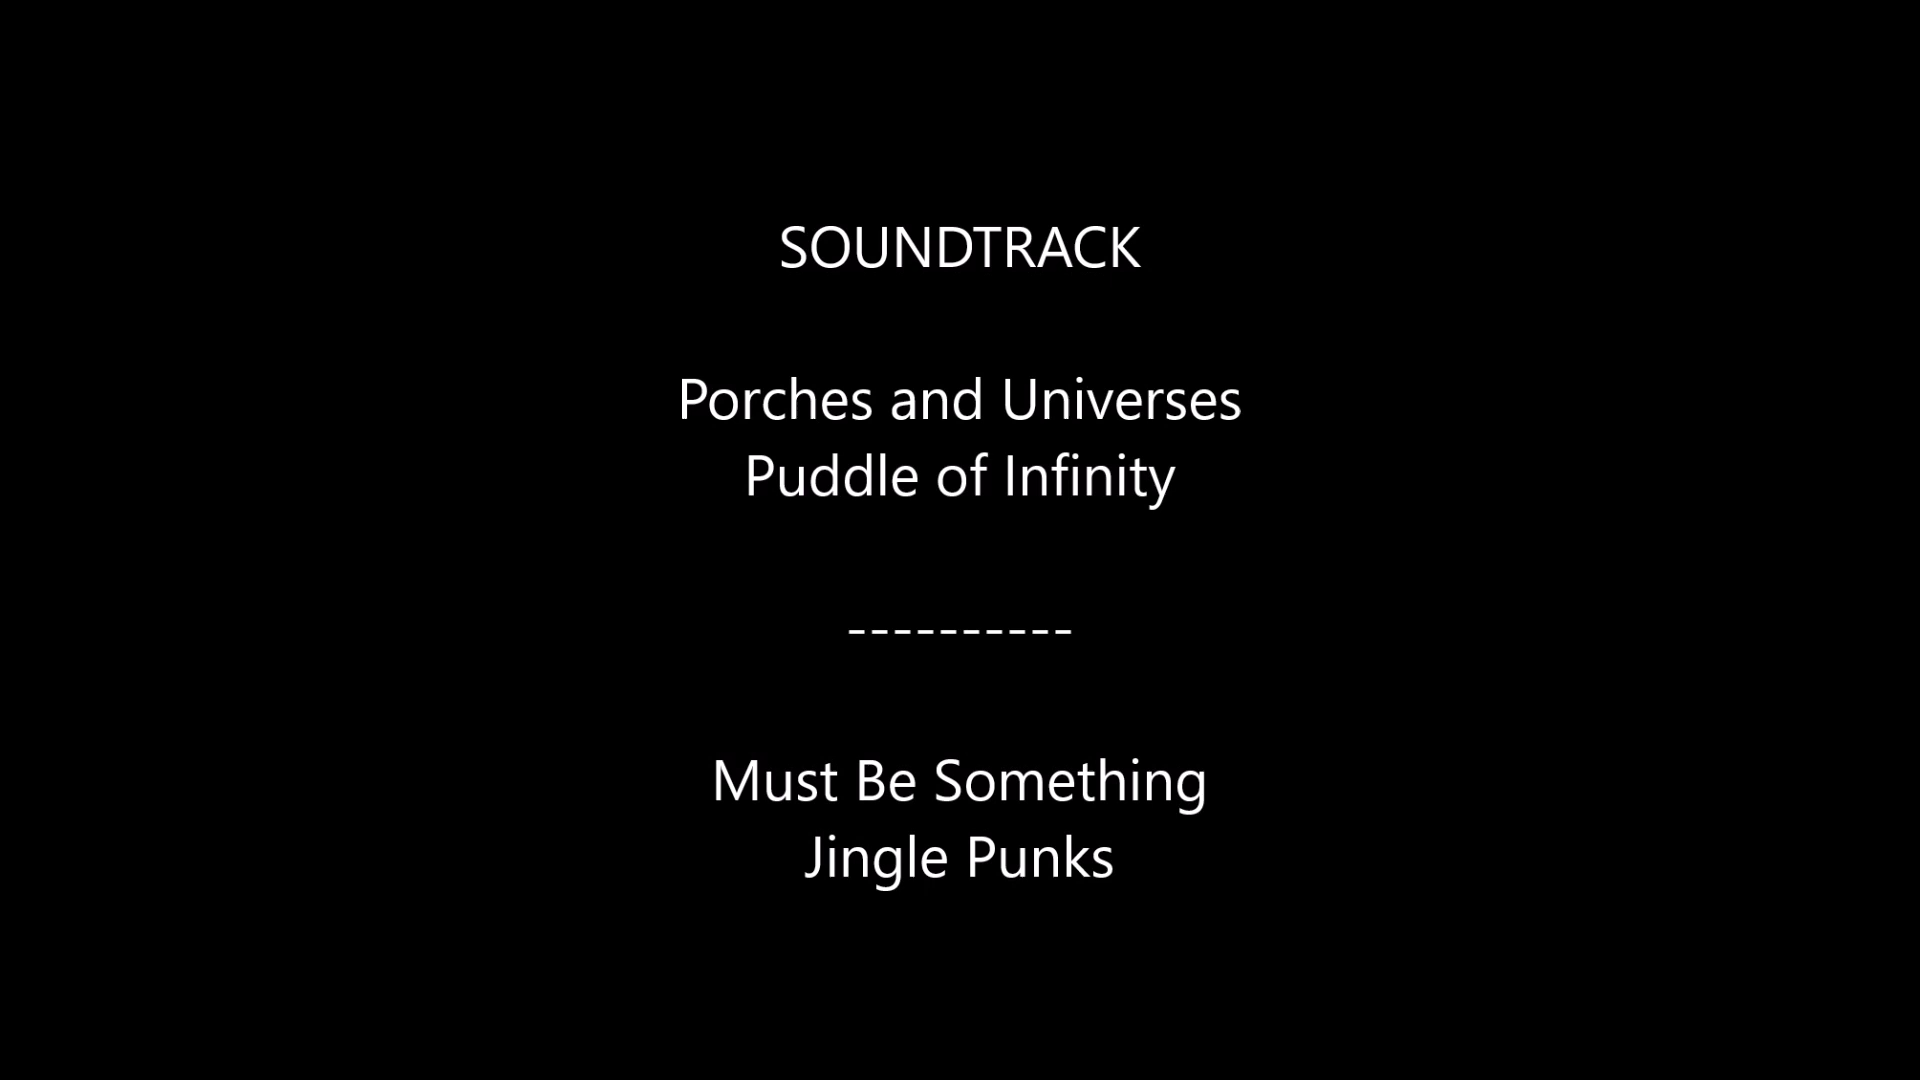 SOUNDTRACK
Porches and Universes
Puddle of Infinity
----------
Must Be Something
Jingle Punks